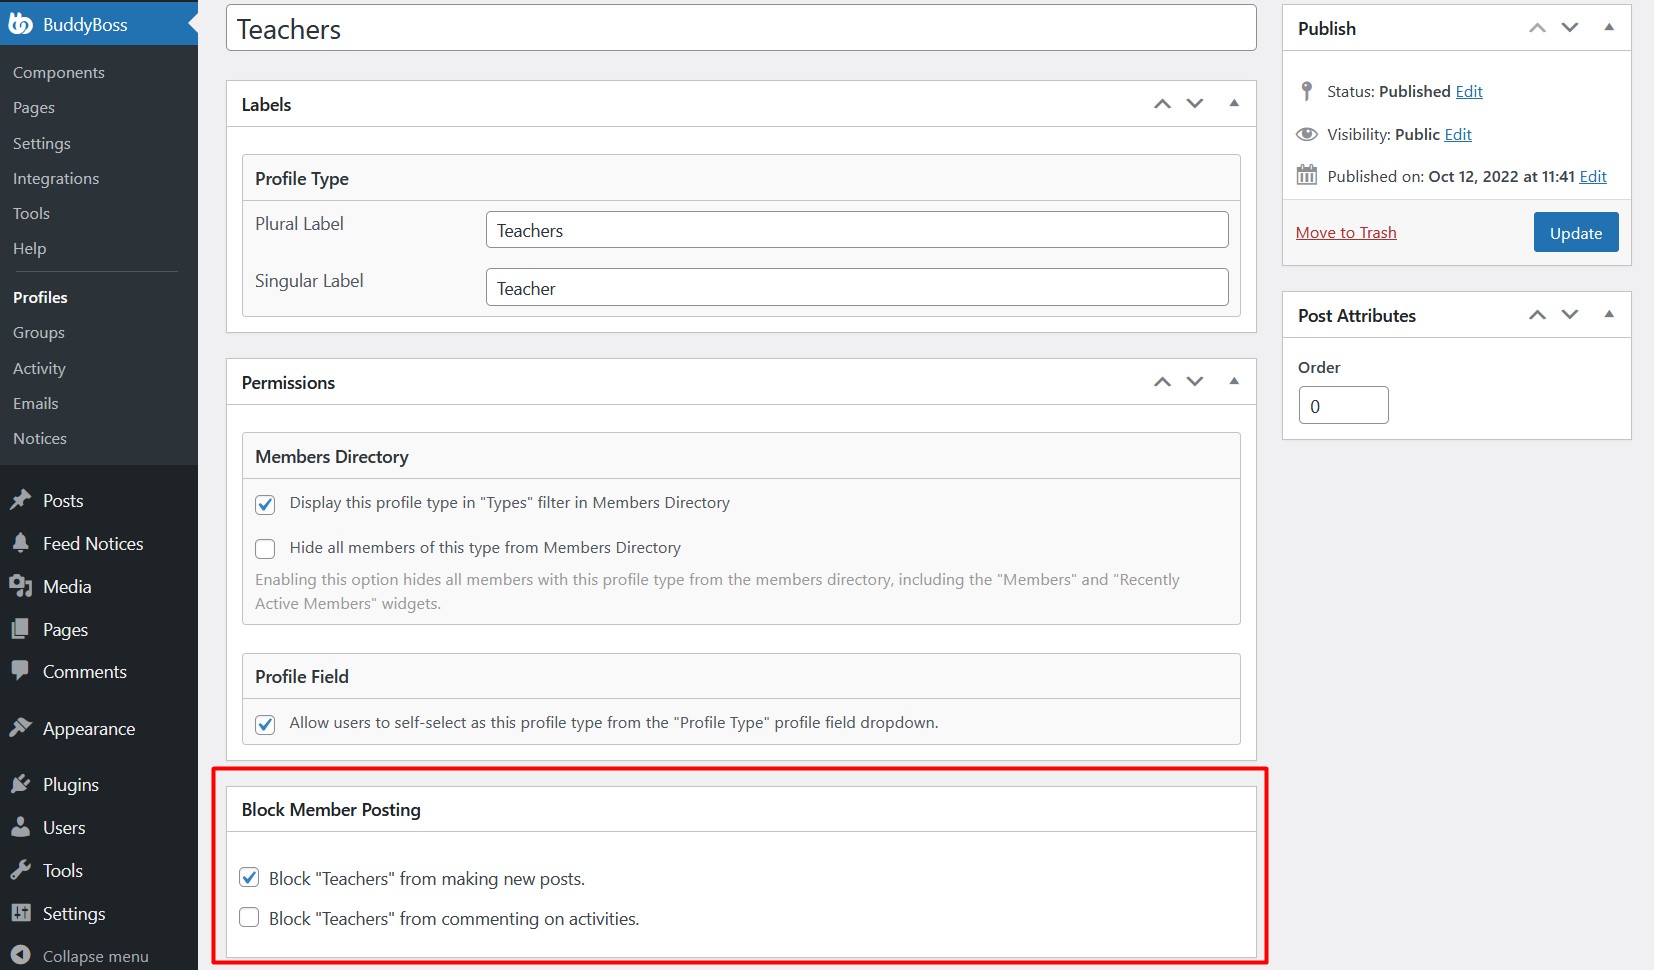 BuddyBoss
Components
Pages
Settings
Integrations
Tools
Help
Profiles
Groups
Activity
Emails
Notices
Posts
Feed Notices
Media
Pages
Comments
Appearance
Plugins
Users
Tools
Settings
Collapse menu
Teachers
Labels
Profile Type
Plural Label
Teachers
Singular Label
Teacher
Permissions
Members Directory
Display this profile type in "Types" filter in Members Directory
Hide all members of this type from Members Directory
Enabling this option hides all members with this profile type from the members directory, including the "Members" and "Recently
Active Members" widgets.
Profile Field
Allow users to self-select as this profile type from the "Profile Type" profile field dropdown.
Block Member Posting
Block "Teachers" from making new posts.
Block "Teachers" from commenting on activities.
Publish
Status: Published Edit
Visibility: Public Edit
Published on: Oct 12, 2022 at 11:41 Edit
Move to Trash
Update
Post Attributes
Order
0